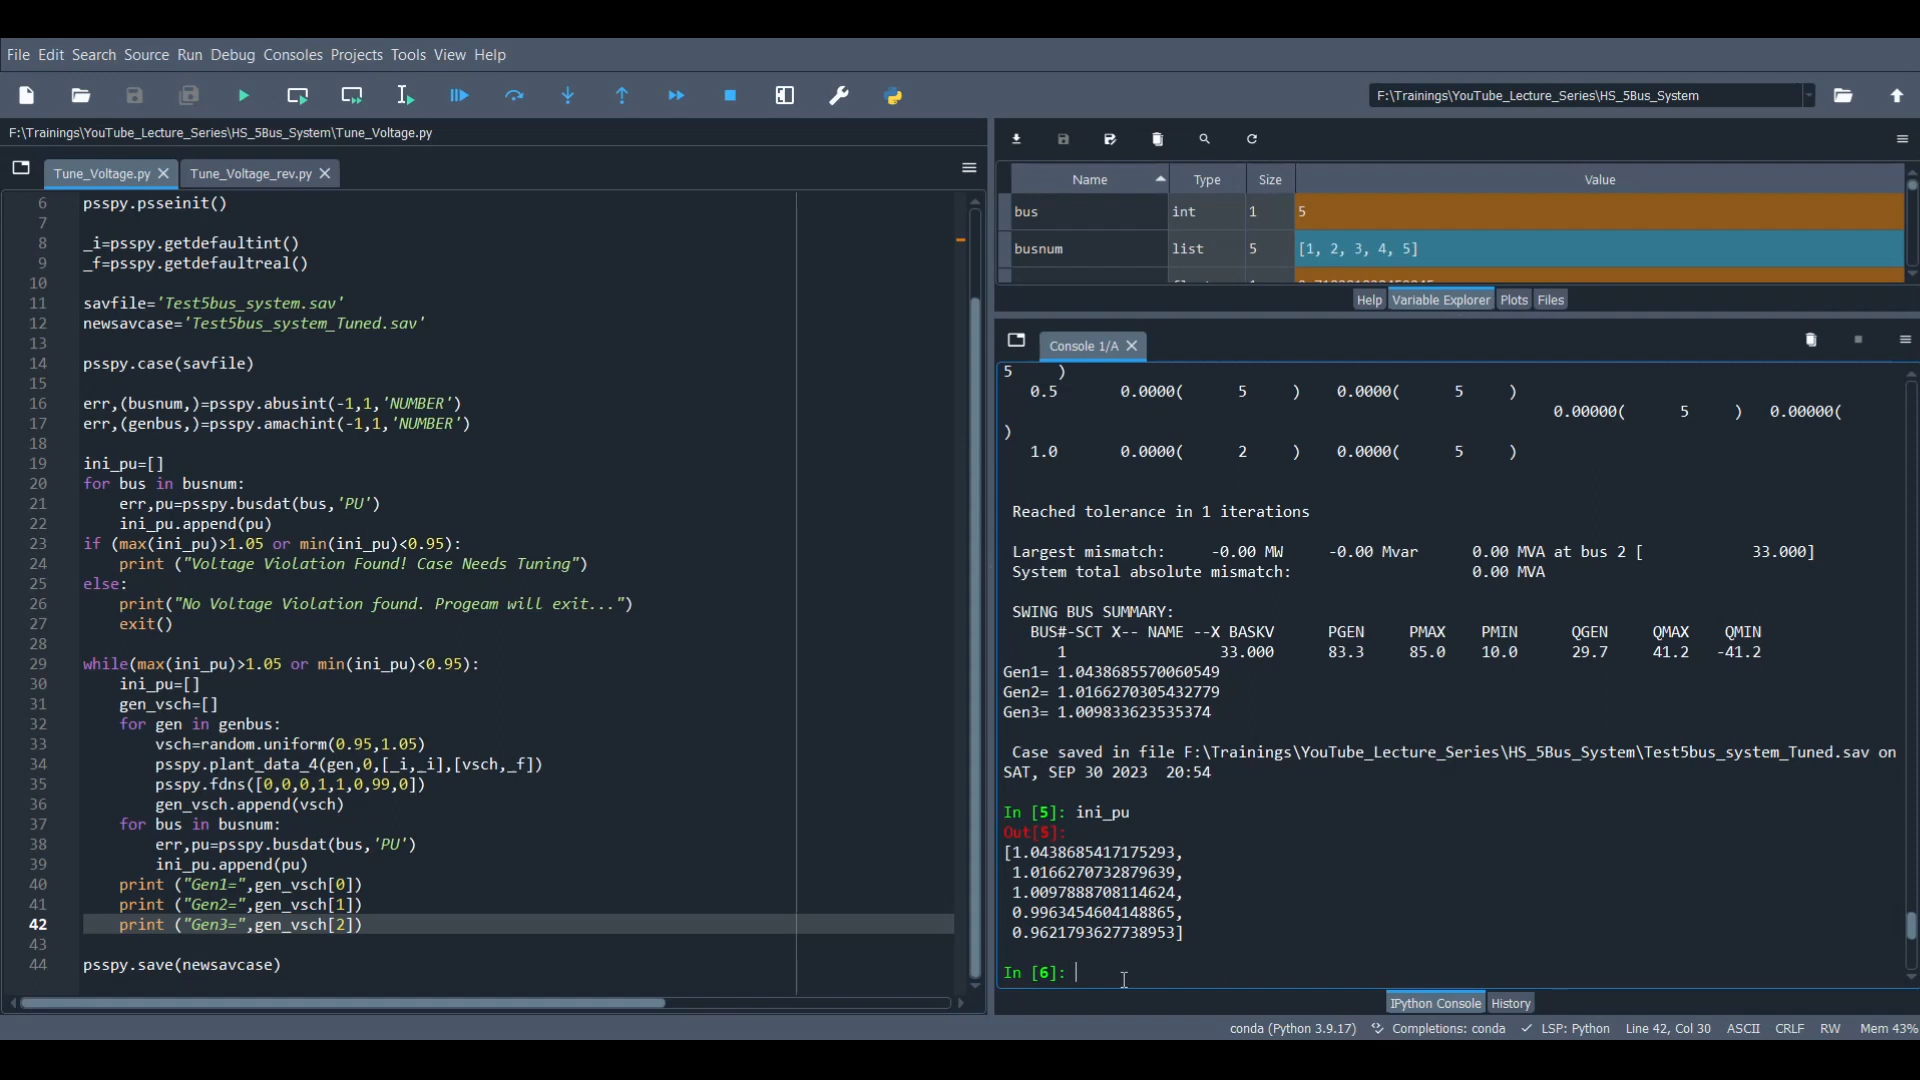 File Edit Search Source Run Debug Consoles Projects Tools View Help
F:\Trainings\YouTube_Lecture_Series\HS_5Bus_System
F:\Trainings\YouTube_Lecture_Series\HS_5Bus_System\Tune_Voltage.py
Tune_Voltage.py Tune_Voltage_rev.py
6 psspy.psseinit()
7
8 _i=psspy.getdefaultint()
9 _f=psspy.getdefaultreal()
10
11 savfile='Test5bus_system.sav'
12 newsavcase='Test5bus_system_Tuned.sav'
13
14 psspy.case(savfile)
15
16 err,(busnum,)=psspy.abusint(-1,1,'NUMBER')
17 err,(genbus,)=psspy.amachint(-1,1,'NUMBER')
18
19 ini_pu=[]
20 for bus in busnum:
21 err,pu=psspy.busdat(bus,'PU')
22 ini_pu.append(pu)
23 if (max(ini_pu)>1.05 or min(ini_pu)<0.95):
24 print ("Voltage Violation Found! Case Needs Tuning")
25 else:
26 print("No Voltage Violation found. Progeam will exit...")
27 exit()
28
29 while(max(ini_pu)>1.05 or min(ini_pu)<0.95):
30 ini_pu=[]
31 gen_vsch=[]
32 for gen in genbus:
33 vsch=random.uniform(0.95,1.05)
34 psspy.plant_data_4(gen,0,[_i,_i],[vsch,_f])
35 psspy.fdns([0,0,0,1,1,0,99,0])
36 gen_vsch.append(vsch)
37 for bus in busnum:
38 err,pu=psspy.busdat(bus,'PU')
39 ini_pu.append(pu)
40 print ("Gen1=",gen_vsch[0])
41 print ("Gen2=",gen_vsch[1])
42 print ("Gen3=",gen_vsch[2])
43
44 psspy.save(newsavcase)
Name Type Size Value
bus int 1 5
busnum list 5 [1, 2, 3, 4, 5]
Help Variable Explorer Plots Files
Console 1/A
5 )
0.5 0.0000( 5 ) 0.0000( 5 )
0.00000( 5 ) 0.00000(
)
1.0 0.0000( 2 ) 0.0000( 5 )
Reached tolerance in 1 iterations
Largest mismatch: -0.00 MW -0.00 Mvar 0.00 MVA at bus 2 [ 33.000]
System total absolute mismatch: 0.00 MVA
SWING BUS SUMMARY:
BUS#-SCT X-- NAME --X BASKV PGEN PMAX PMIN QGEN QMAX QMIN
1 33.000 83.3 85.0 10.0 29.7 41.2 -41.2
Gen1= 1.0438685570060549
Gen2= 1.0166270305432779
Gen3= 1.009833623535374
Case saved in file F:\Trainings\YouTube_Lecture_Series\HS_5Bus_System\Test5bus_system_Tuned.sav on
SAT, SEP 30 2023 20:54
In [5]: ini_pu
Out[5]:
[1.0438685417175293,
1.0166270732879639,
1.0097888708114624,
0.9963454604148865,
0.9621793627738953]
In [6]:
IPython Console History
conda (Python 3.9.17) Completions: conda LSP: Python Line 42, Col 30 ASCII CRLF RW Mem 43%